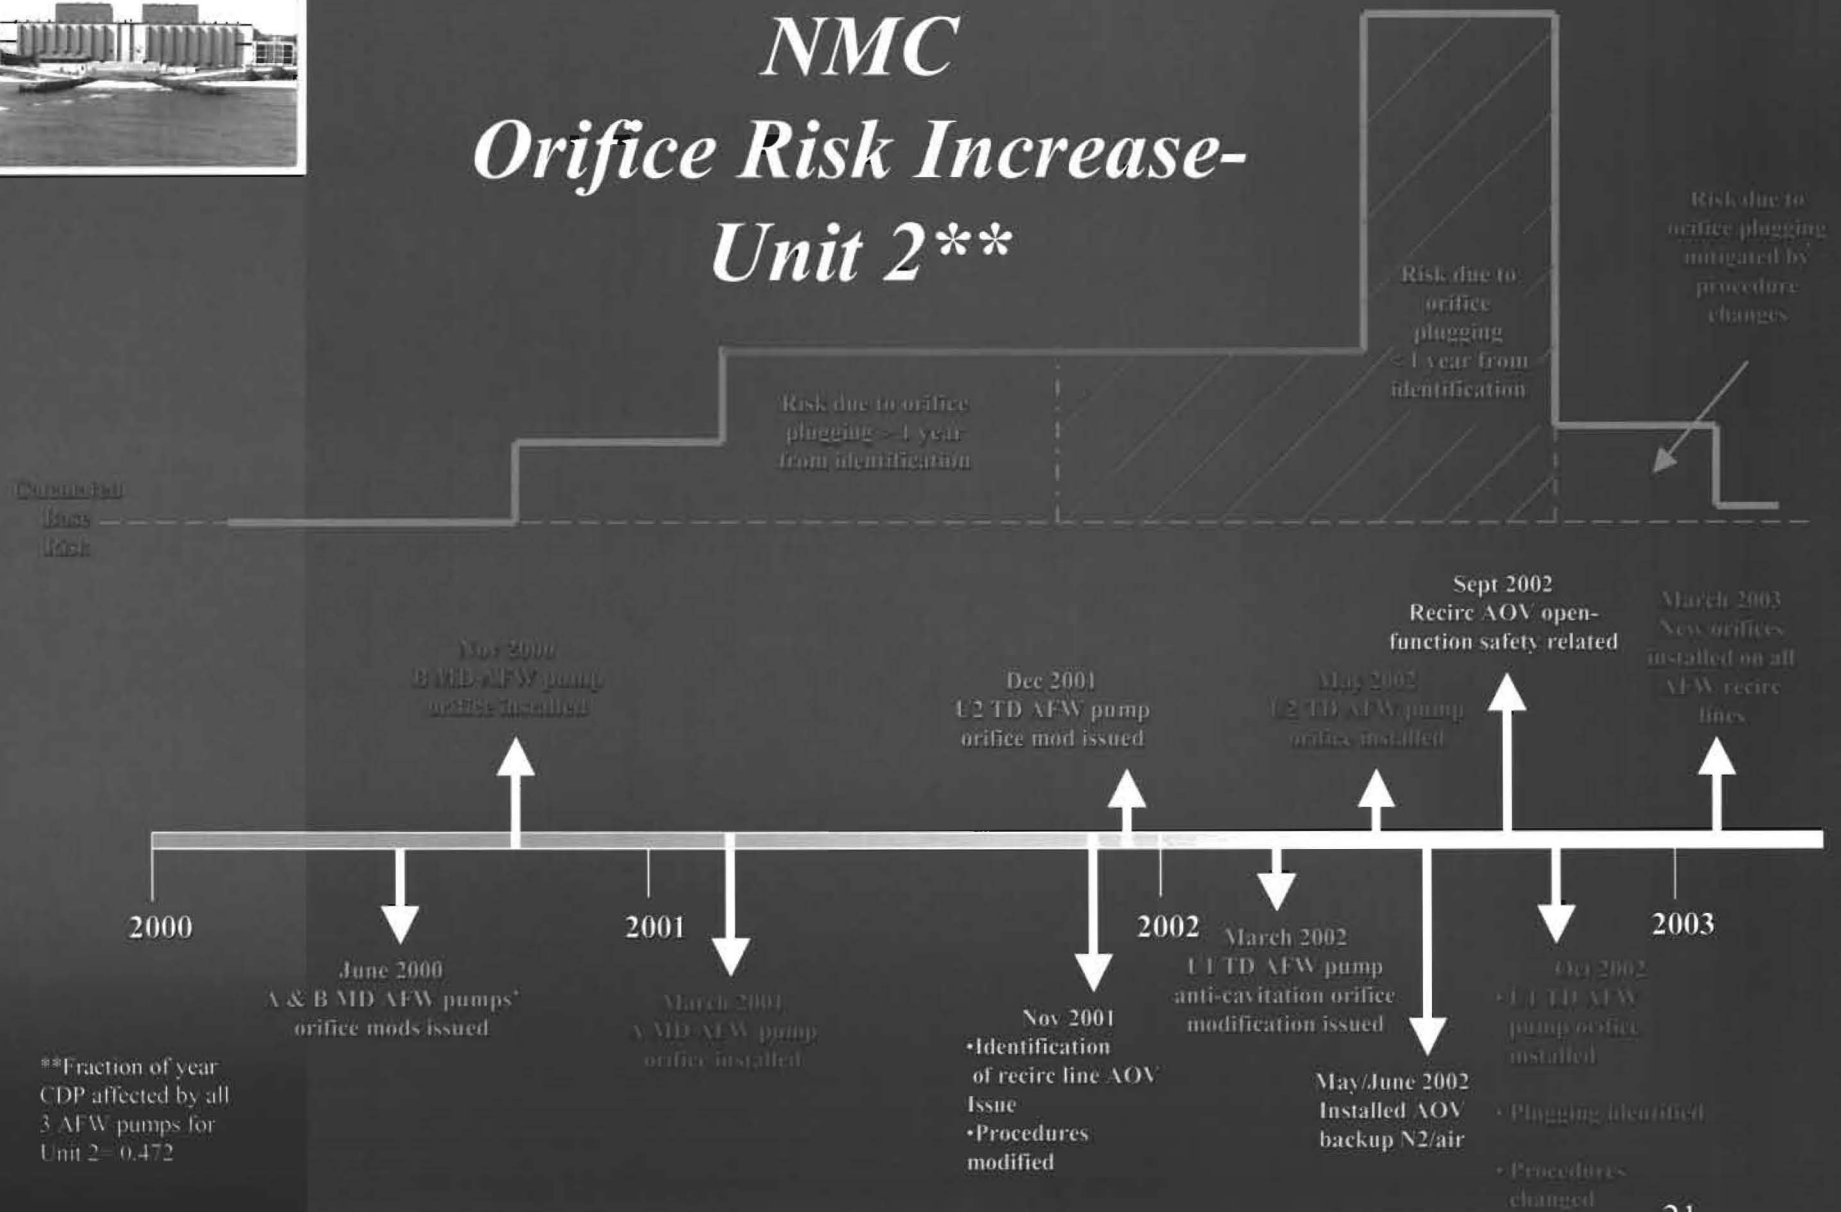 NMC
Orifice Risk Increase-
Unit 2**
Risk due to
orifice plugging
mitigated by
procedure
changes
Risk due to
orifice
plugging
< 1 year from
identification
Risk due to orifice
plugging > 1 year
from identification
Calculated
Base
Risk
Sept 2002
Recirc AOV open-
function safety related
March 2003
New orifices
installed on all
AFW recirc
lines
Nov 2000
B MD AFW pump
orifice installed
Dec 2001
U2 TD AFW pump
orifice mod issued
May 2002
U2 TD AFW pump
orifice installed
2000
2001
2002
2003
June 2000
A & B MD AFW pumps'
orifice mods issued
March 2001
A MD AFW pump
orifice installed
Nov 2001
•Identification
of recirc line AOV
Issue
•Procedures
modified
March 2002
U1 TD AFW pump
anti-cavitation orifice
modification issued
May/June 2002
Installed AOV
backup N2/air
Oct 2002
•U1 TD AFW
pump orifice
installed
•Plugging identified
•Procedures
changed
**Fraction of year
CDP affected by all
3 AFW pumps for
Unit 2= 0.472